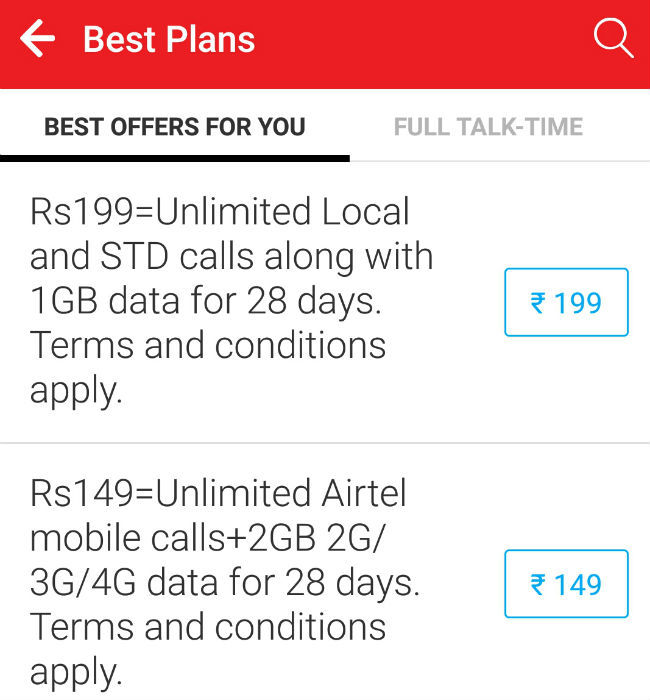 Best Plans
BEST OFFERS FOR YOU
FULL TALK-TIME
Rs199=Unlimited Local
and STD calls along with
1GB data for 28 days.
Terms and conditions
apply.
₹ 199
Rs149=Unlimited Airtel
mobile calls+2GB 2G/
3G/4G data for 28 days.
Terms and conditions
apply.
₹ 149